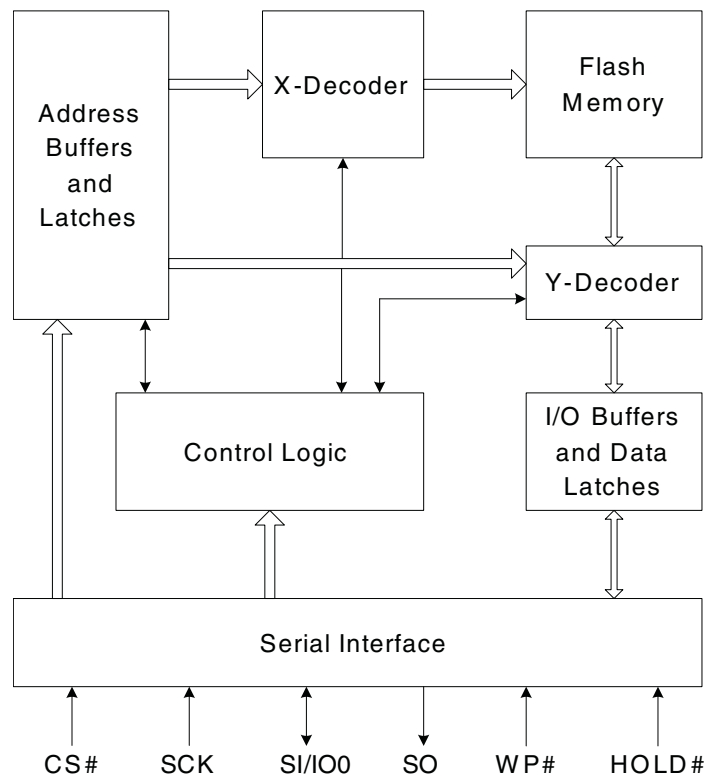 Address
Buffers
and
Latches
X-Decoder
Flash
Memory
Y-Decoder
Control Logic
I/O Buffers
and Data
Latches
Serial Interface
CS# SCK SI/IO0 SO WP# HOLD#